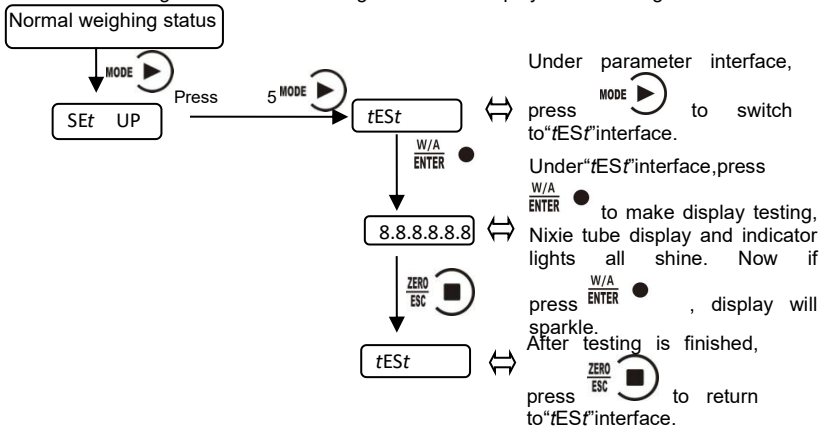 Normal weighing status
MODE
SEt UP
Press 5 MODE
tESt
Under parameter interface,
press MODE to switch
to“tESt”interface.
W/A
ENTER
Under“tESt”interface,press
W/A
ENTER to make display testing,
8.8.8.8.8.8
Nixie tube display and indicator
lights all shine. Now if
press W/A
ENTER , display will
sparkle.
ZERO
ESC
tESt
After testing is finished,
press ZERO
ESC to return
to“tESt”interface.